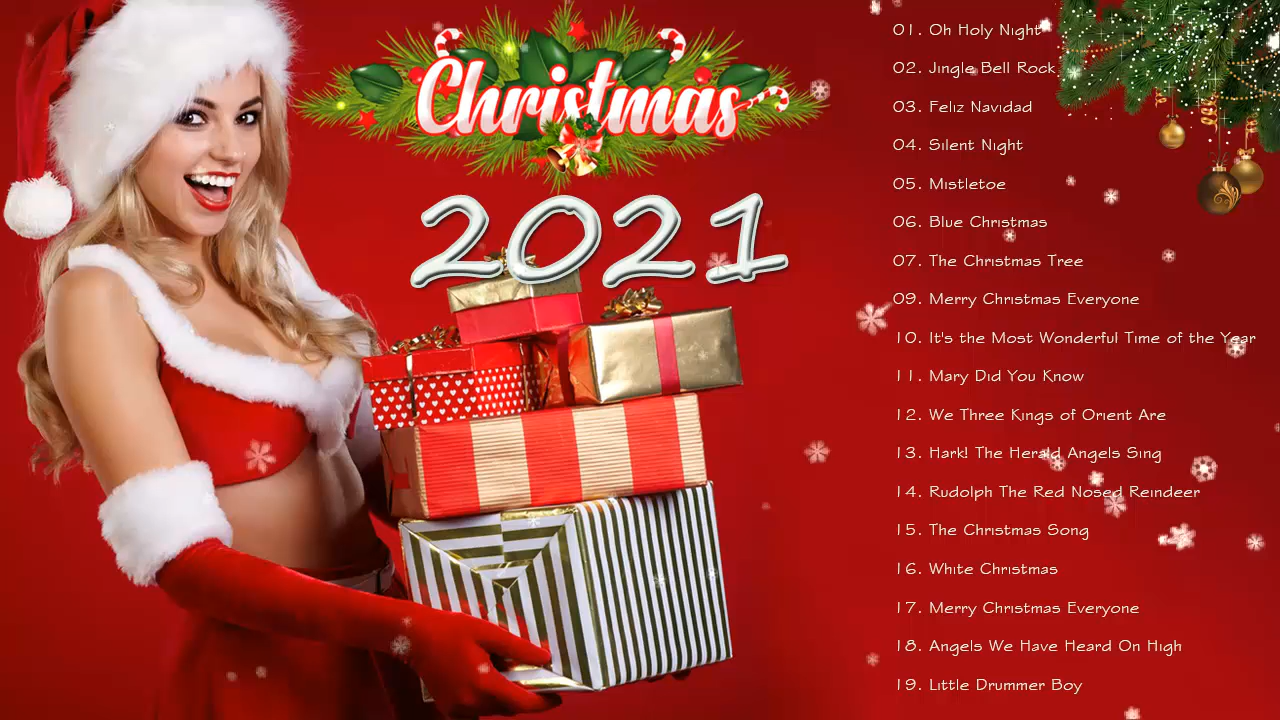 Christmas
2021
01. Oh Holy Night
02. Jingle Bell Rock
03. Feliz Navidad
04. Silent Night
05. Mistletoe
06. Blue Christmas
07. The Christmas Tree
09. Merry Christmas Everyone
10. It's the Most Wonderful Time of the Year
11. Mary Did You Know
12. We Three Kings of Orient Are
13. Hark! The Herald Angels Sing
14. Rudolph The Red Nosed Reindeer
15. The Christmas Song
16. White Christmas
17. Merry Christmas Everyone
18. Angels We Have Heard On High
19. Little Drummer Boy